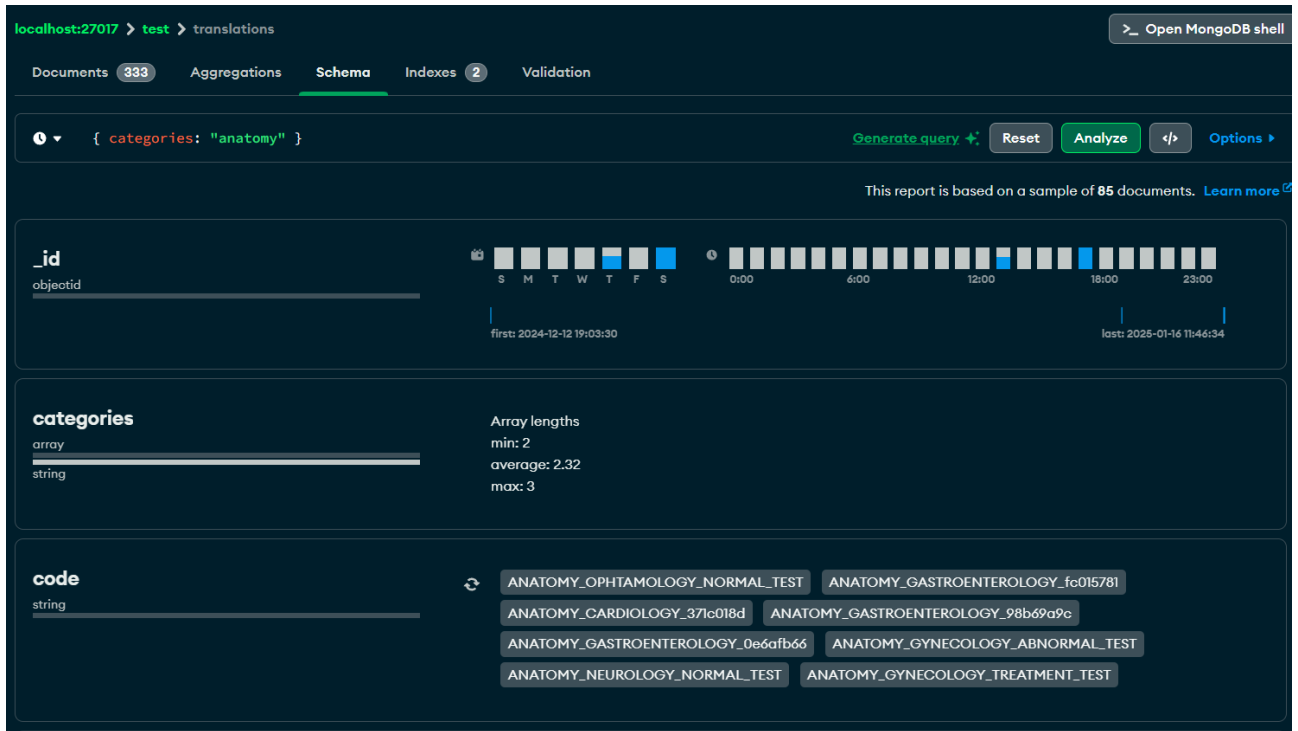 localhost:27017 > test > translations
>_ Open MongoDB shell
Documents 333 Aggregations Schema Indexes 2 Validation
{ categories: "anatomy" }
Generate query Reset Analyze </> Options
This report is based on a sample of 85 documents. Learn more
_id
objectid
S M T W T F S
0:00 6:00 12:00 18:00 23:00
first: 2024-12-12 19:03:30
last: 2025-01-16 11:46:34
categories
array
string
Array lengths
min: 2
average: 2.32
max: 3
code
string
ANATOMY_OPHTAMOLOGY_NORMAL_TEST ANATOMY_GASTROENTEROLOGY_fc015781
ANATOMY_CARDIOLOGY_371c018d ANATOMY_GASTROENTEROLOGY_98b69a9c
ANATOMY_GASTROENTEROLOGY_0e6afb66 ANATOMY_GYNECOLOGY_ABNORMAL_TEST
ANATOMY_NEUROLOGY_NORMAL_TEST ANATOMY_GYNECOLOGY_TREATMENT_TEST